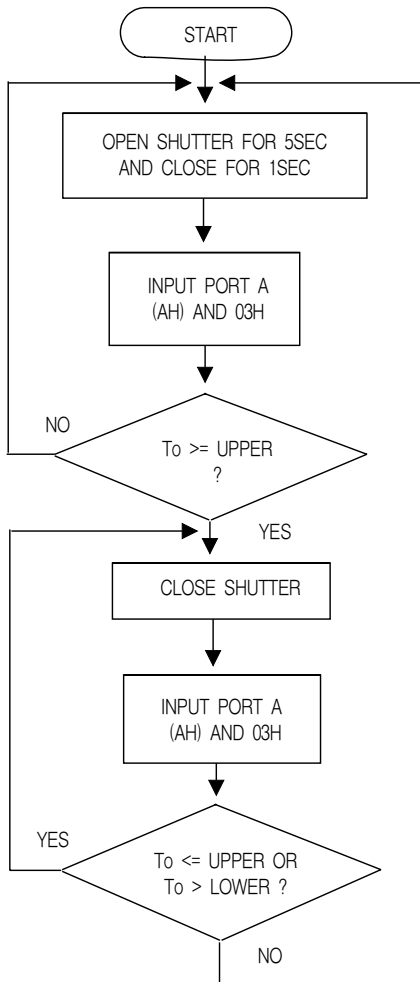 START
OPEN SHUTTER FOR 5SEC
AND CLOSE FOR 1SEC
INPUT PORT A
(AH) AND 03H
NO
To >= UPPER
?
YES
CLOSE SHUTTER
INPUT PORT A
(AH) AND 03H
YES
To <= UPPER OR
To > LOWER ?
NO